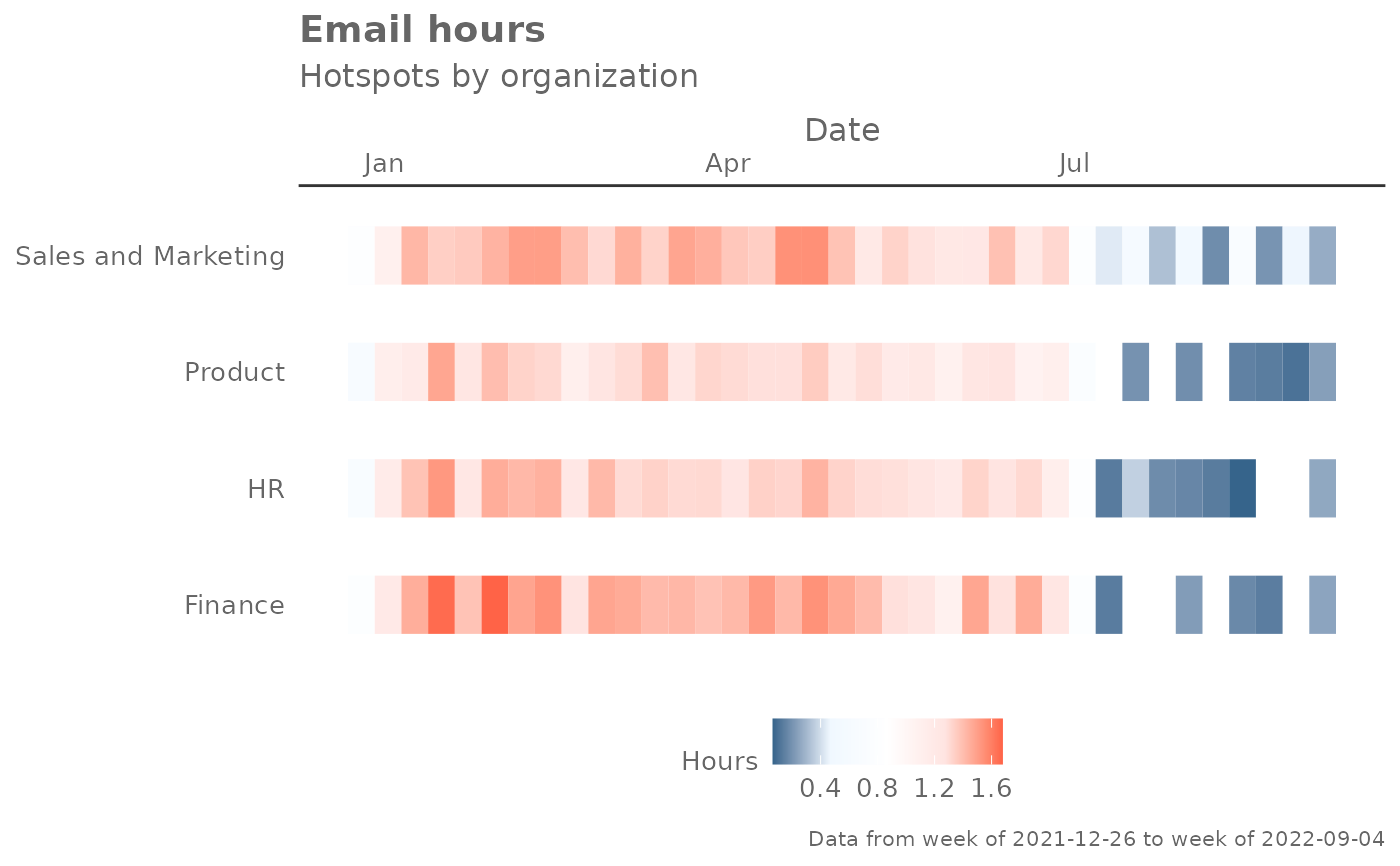 Email hours
Hotspots by organization
Date
Jan Apr Jul
Sales and Marketing
Product
HR
Finance
Hours
0.4 0.8 1.2 1.6
Data from week of 2021-12-26 to week of 2022-09-04